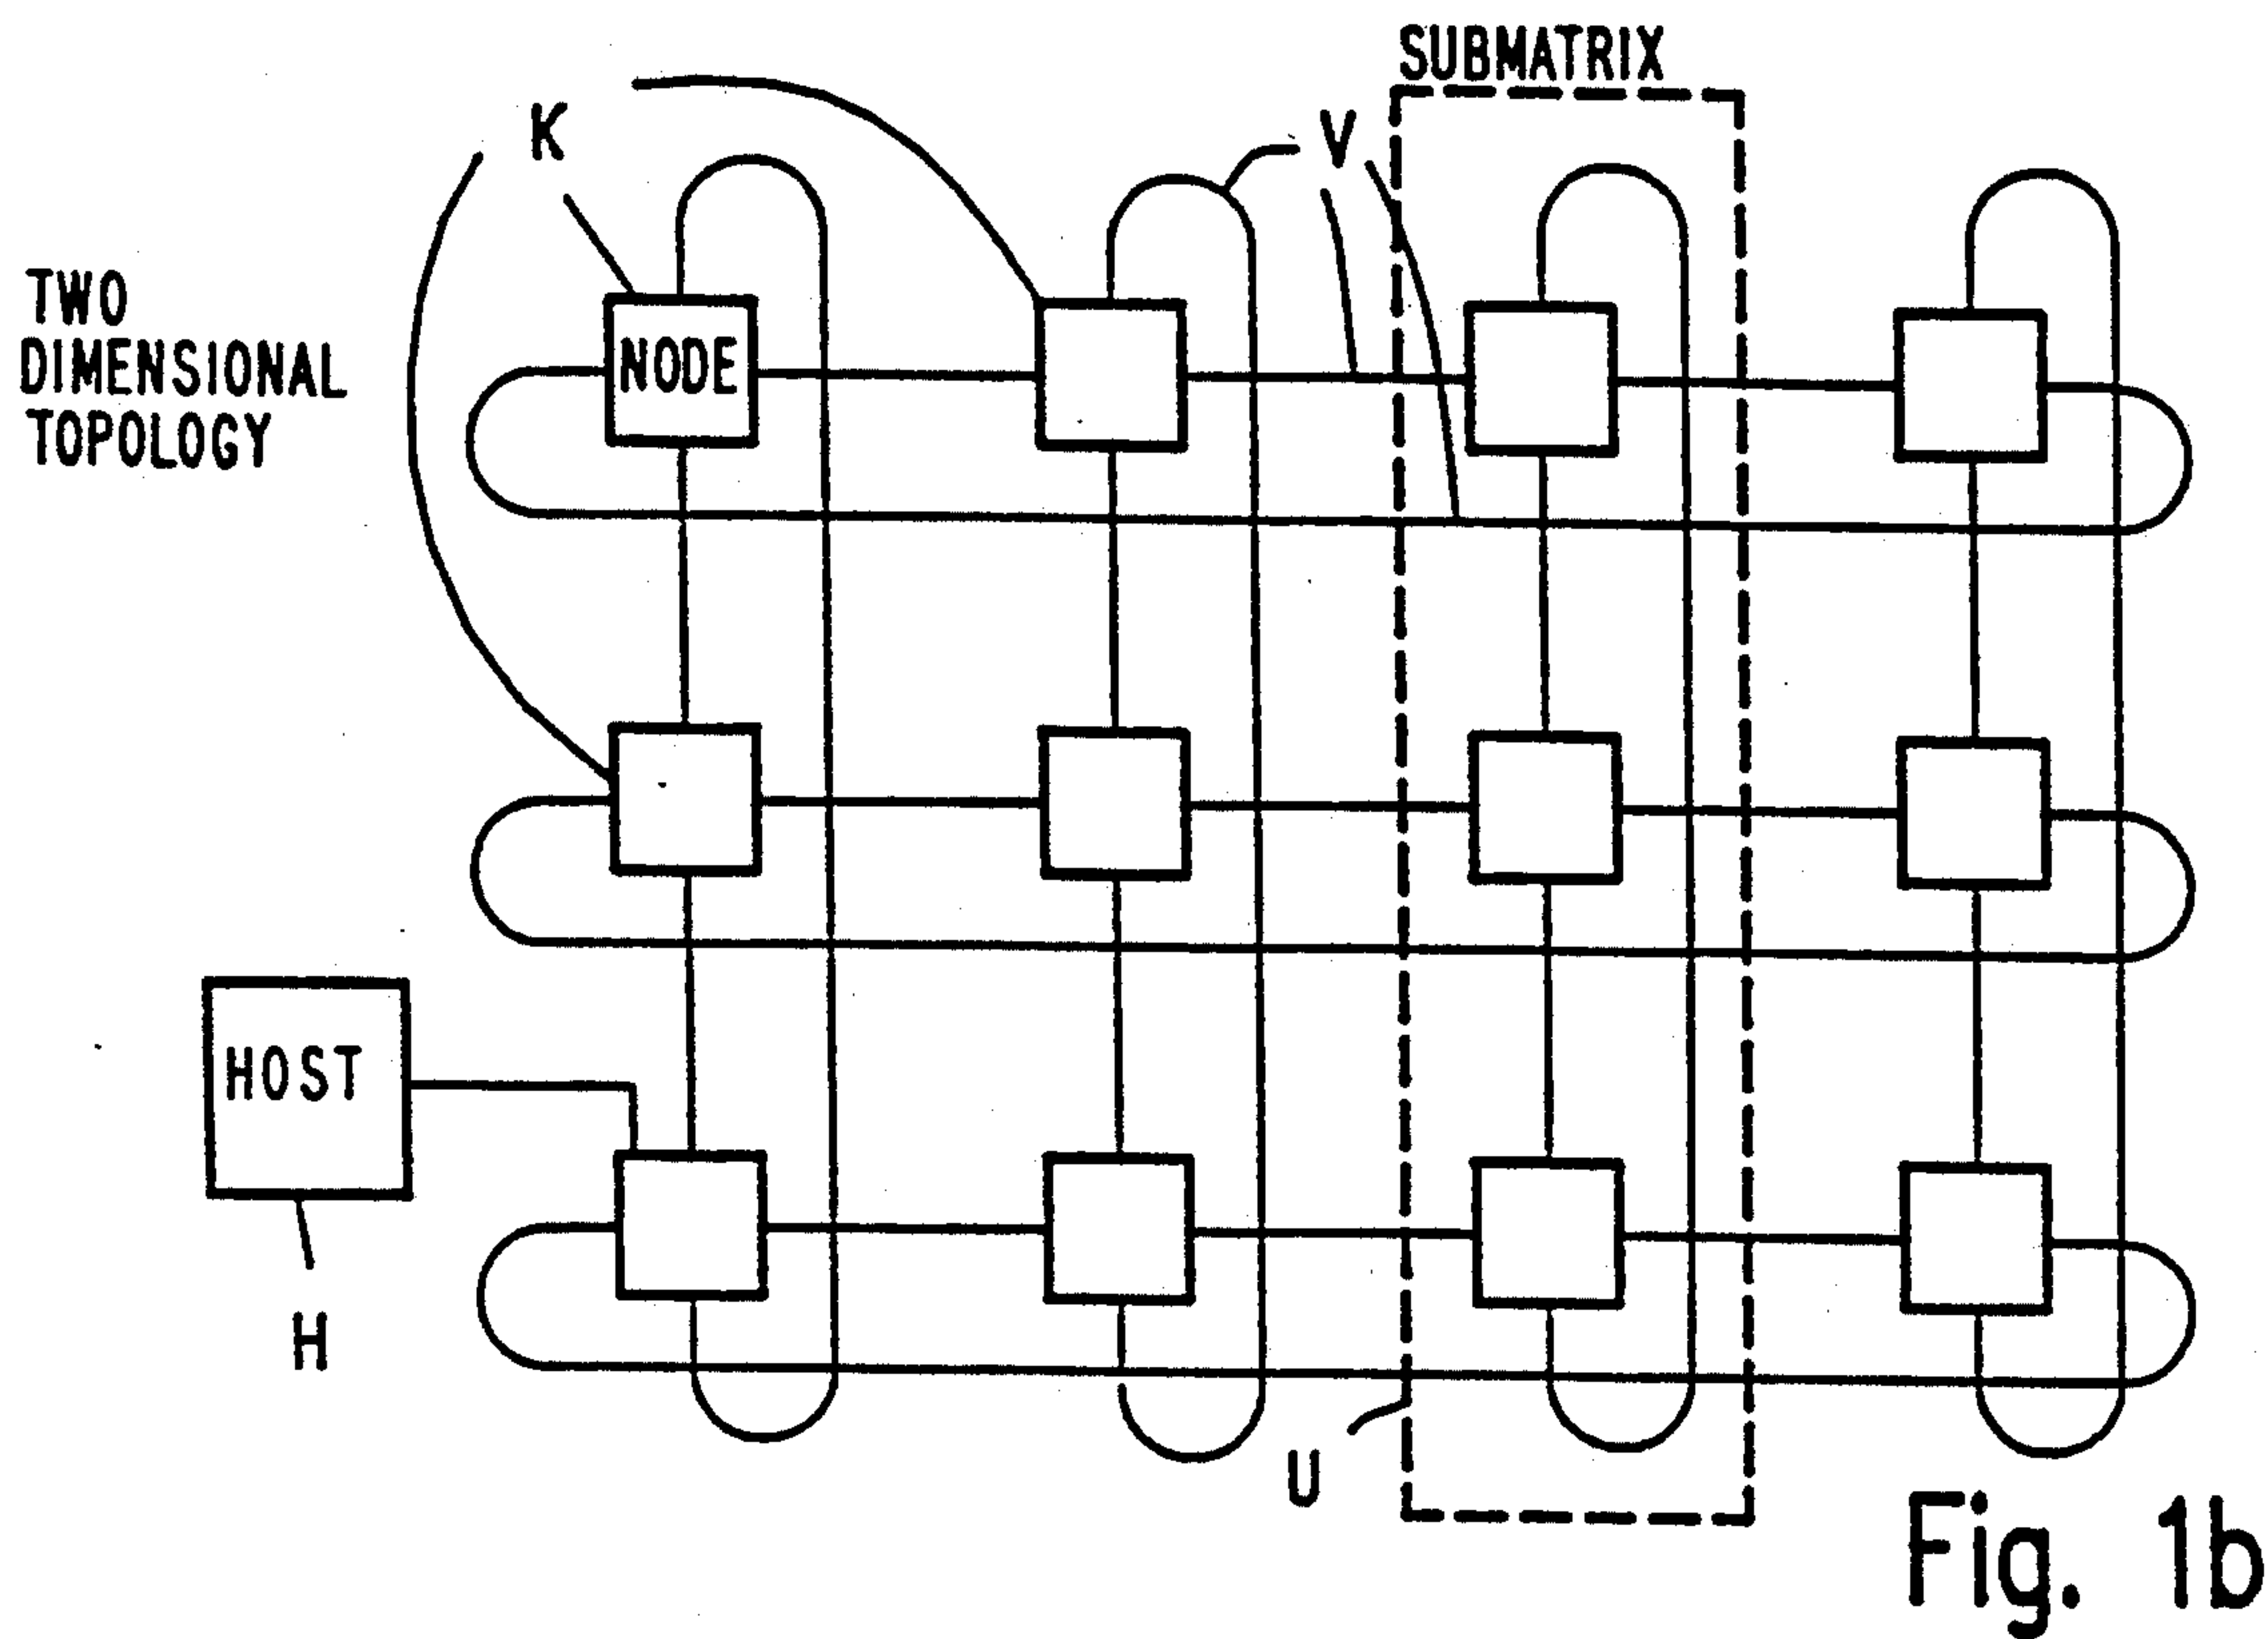 SUBMATRIX
K
V
TWO
DIMENSIONAL
TOPOLOGY
NODE
HOST
H
U
Fig. 1b